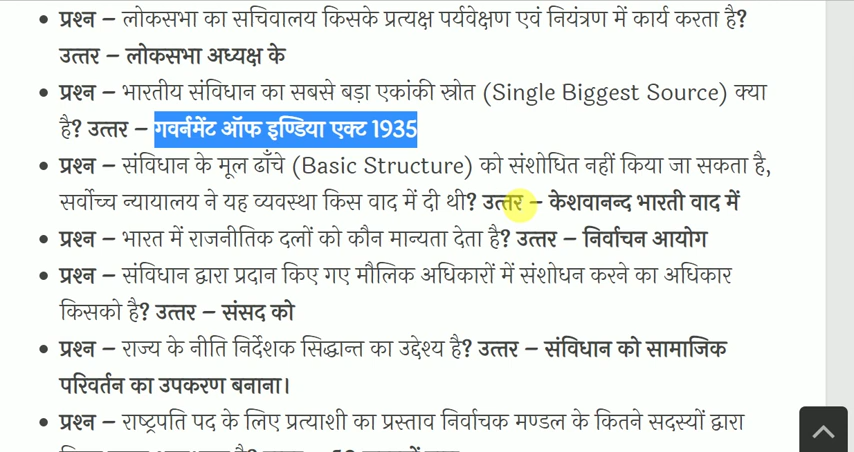 प्रश्न – लोकसभा का सचिवालय किसके प्रत्यक्ष पर्यवेक्षण एवं नियंत्रण में कार्य करता है?
उत्तर – लोकसभा अध्यक्ष के
प्रश्न – भारतीय संविधान का सबसे बड़ा एकांकी स्रोत (Single Biggest Source) क्या
है? उत्तर – गवर्नमेंट ऑफ इण्डिया एक्ट 1935
प्रश्न – संविधान के मूल ढाँचे (Basic Structure) को संशोधित नहीं किया जा सकता है,
सर्वोच्च न्यायालय ने यह व्यवस्था किस वाद में दी थी? उत्तर – केशवानन्द भारती वाद में
प्रश्न – भारत में राजनीतिक दलों को कौन मान्यता देता है? उत्तर – निर्वाचन आयोग
प्रश्न – संविधान द्वारा प्रदान किए गए मौलिक अधिकारों में संशोधन करने का अधिकार
किसको है? उत्तर – संसद को
प्रश्न – राज्य के नीति निर्देशक सिद्धान्त का उद्देश्य है? उत्तर – संविधान को सामाजिक
परिवर्तन का उपकरण बनाना।
प्रश्न – राष्ट्रपति पद के लिए प्रत्याशी का प्रस्ताव निर्वाचक मण्डल के कितने सदस्यों द्वारा